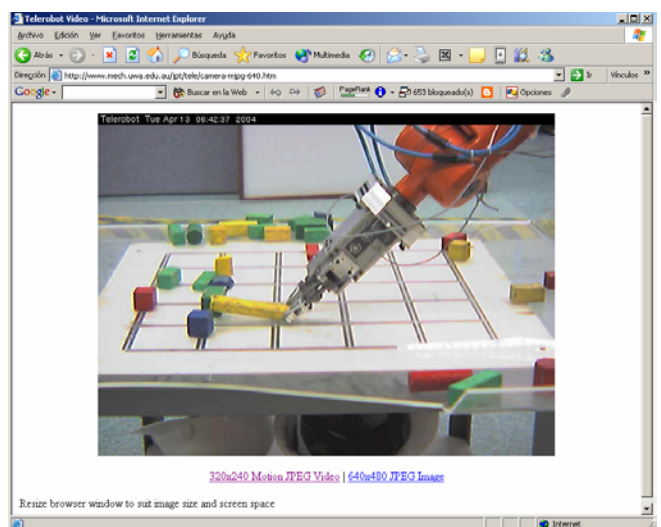 Telerobot Video - Microsoft Internet Explorer
Archivo Edición Ver Favoritos Herramientas Ayuda
Atrás Búsqueda Favoritos Multimedia
Dirección http://www.mech.uwa.edu.au/jpt/tele/camera-mjpg-640.htm Ir Vínculos »
Google Buscar en la Web PageRank 653 bloqueado(s) Opciones
Telerobot Tue Apr 13 06:42:37 2004
320x240 Motion JPEG Video | 640x480 JPEG Image
Resize browser window to suit image size and screen space
Internet